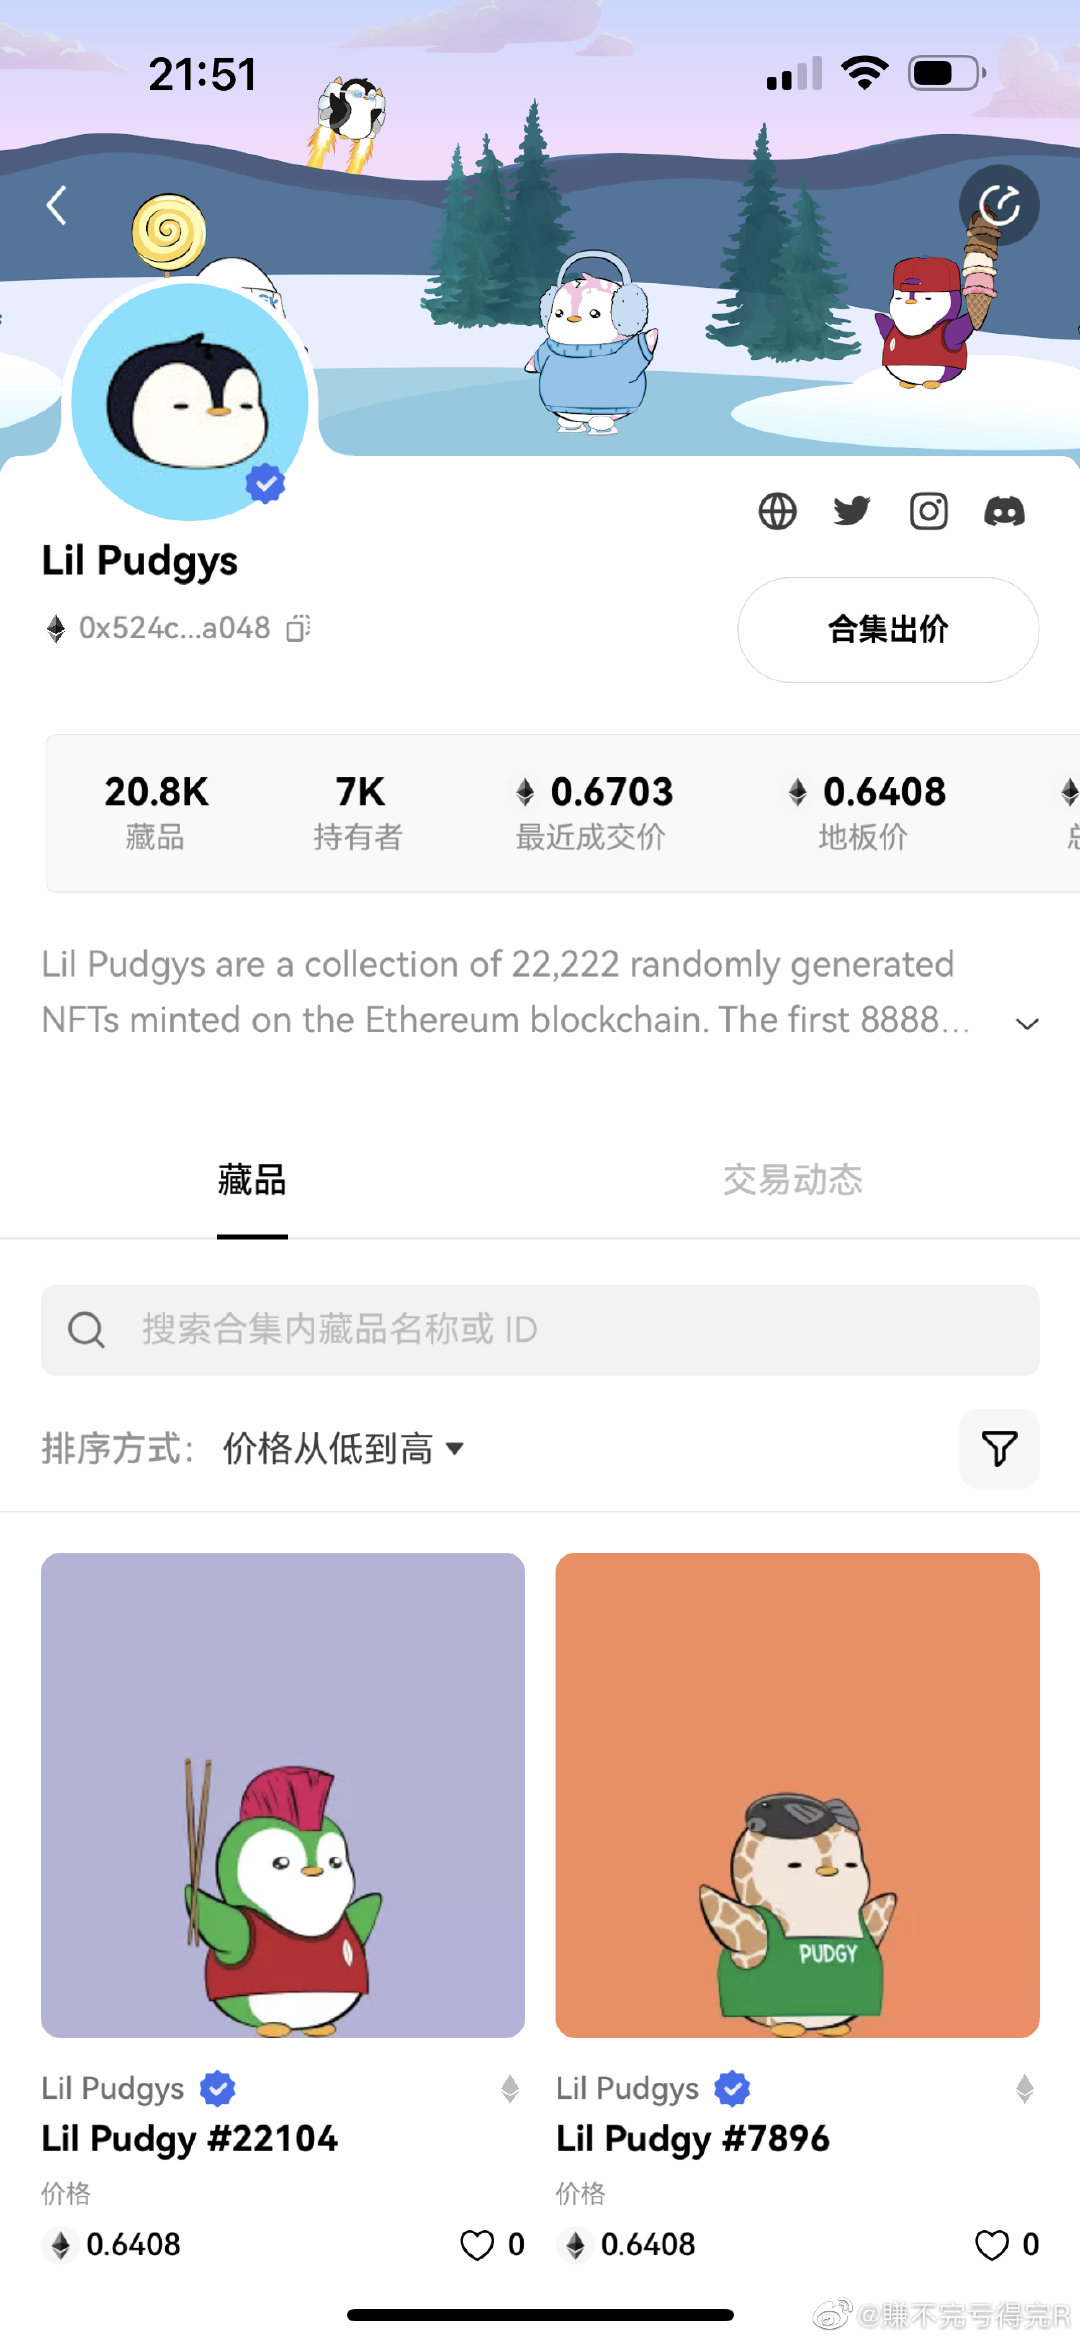 21:51
Lil Pudgys
0x524c...a048
合集出价
20.8K 7K 0.6703 0.6408
藏品 持有者 最近成交价 地板价
Lil Pudgys are a collection of 22,222 randomly generated
NFTs minted on the Ethereum blockchain. The first 8888...
藏品 交易动态
搜索合集内藏品名称或 ID
排序方式: 价格从低到高
PUDGY
Lil Pudgys Lil Pudgys
Lil Pudgy #22104 Lil Pudgy #7896
价格 价格
0.6408 0 0.6408 0
@赚不完亏得完R